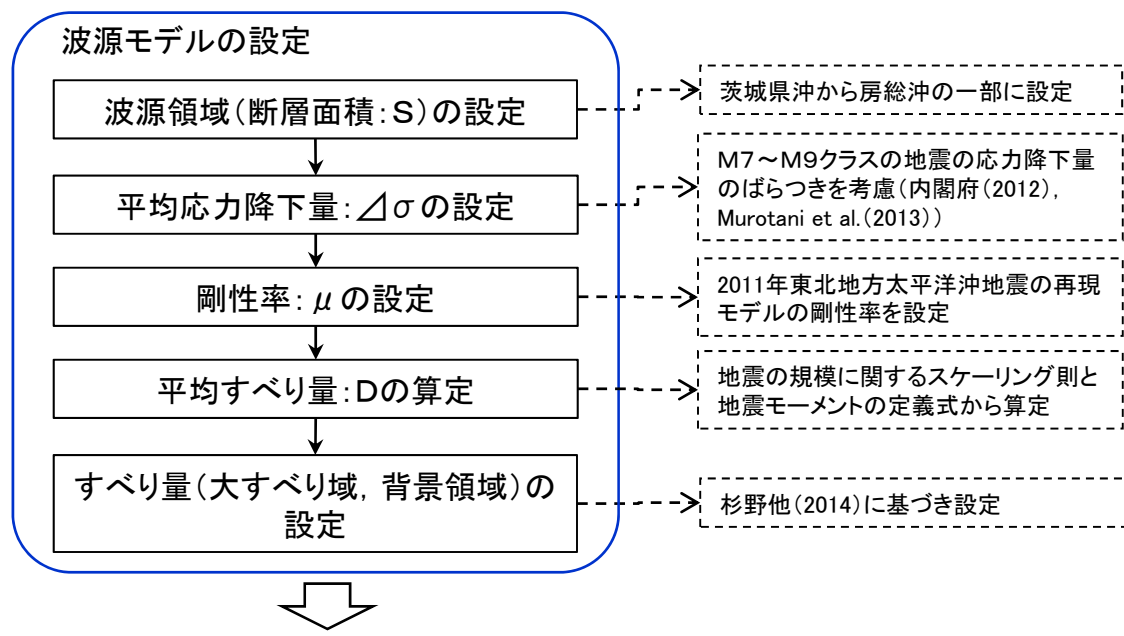 波源モデルの設定
波源領域（断層面積：S）の設定
茨城県沖から房総沖の一部に設定
平均応力降下量：⊿σの設定
M7～M9クラスの地震の応力降下量
のばらつきを考慮（内閣府（2012），
Murotani et al.（2013））
剛性率：μの設定
2011年東北地方太平洋沖地震の再現
モデルの剛性率を設定
平均すべり量：Dの算定
地震の規模に関するスケーリング則と
地震モーメントの定義式から算定
すべり量（大すべり域，背景領域）の
設定
杉野他（2014）に基づき設定